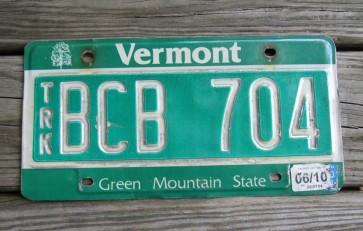 Vermont
TRK
BCB 704
Green Mountain State
06/10